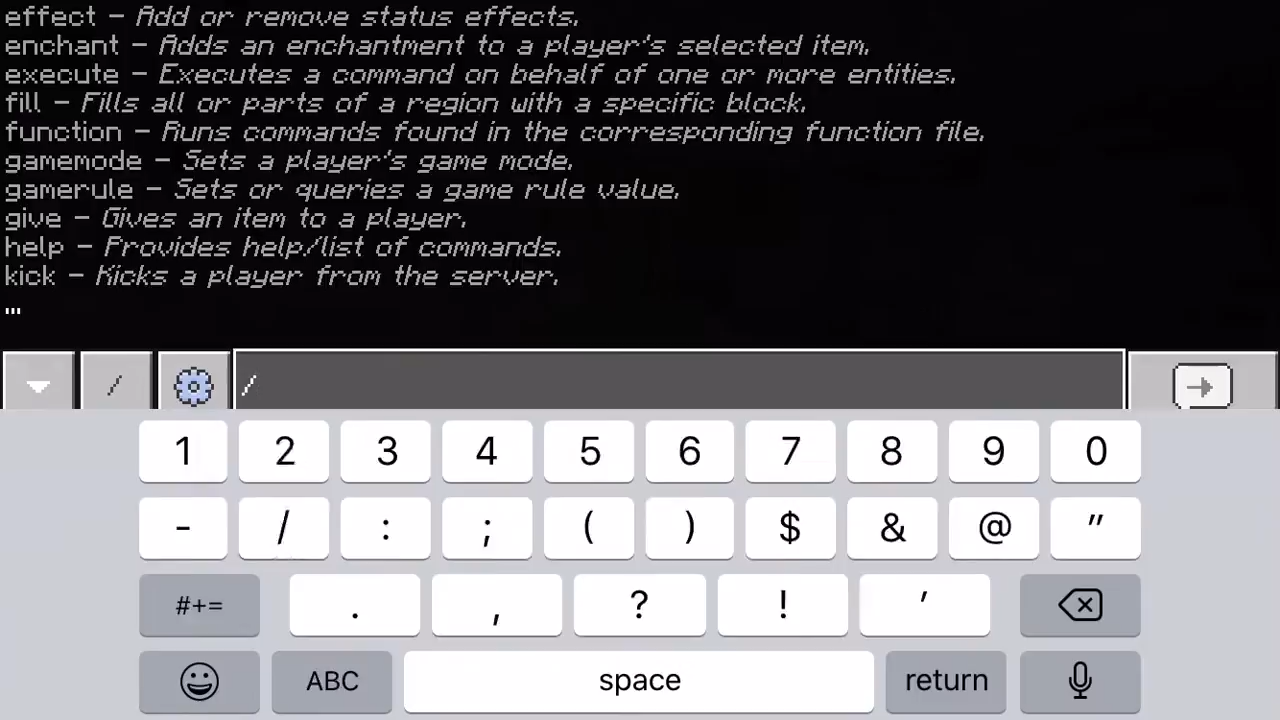 effect – Add or remove status effects.
enchant – Adds an enchantment to a player's selected item.
execute – Executes a command on behalf of one or more entities.
fill – Fills all or parts of a region with a specific block.
function – Runs commands found in the corresponding function file.
gamemode – Sets a player's game mode.
gamerule – Sets or queries a game rule value.
give – Gives an item to a player.
help – Provides help/list of commands.
kick – Kicks a player from the server.
...
/ /
1 2 3 4 5 6 7 8 9 0
- / : ; ( ) $ & @ "
#+= . , ? ! '
ABC space return